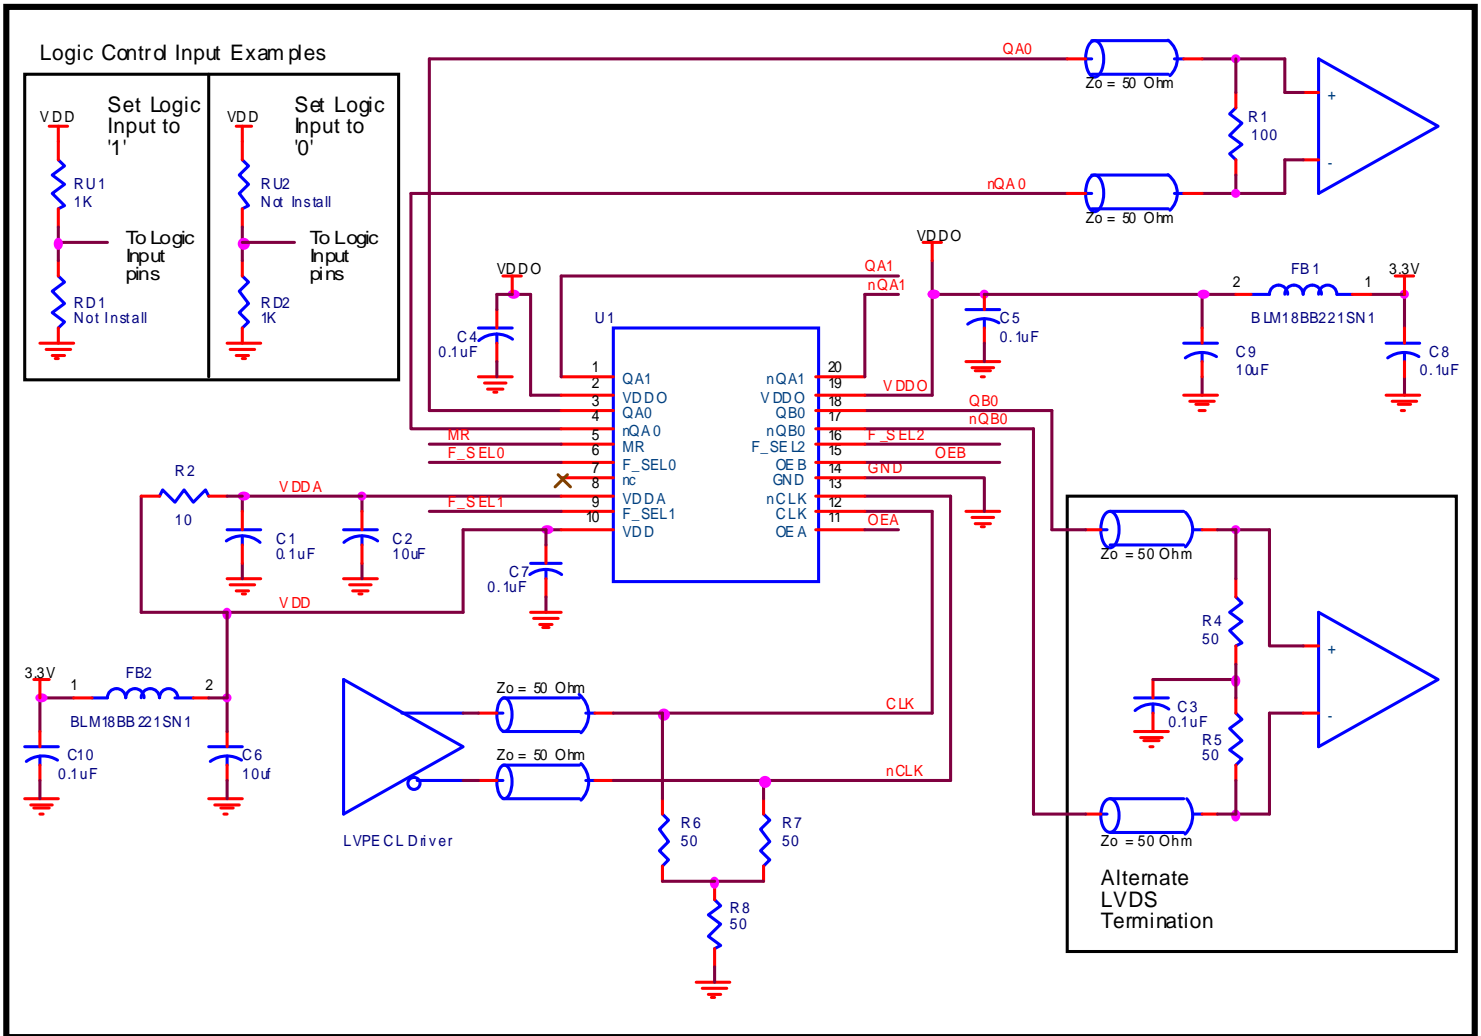 Logic Control Input Examples
VDD
Set Logic
Input to
'1'
RU1
1K
To Logic
Input
pins
RD1
Not Install
VDD
Set Logic
Input to
'0'
RU2
Not Install
To Logic
Input
pins
RD2
1K
QA0
Zo = 50 Ohm
R1
100
+
-
nQA0
Zo = 50 Ohm
VDDO
C4
0.1uF
QA1
nQA1
VDDO
C5
0.1uF
2
FB1
1
3.3V
BLM18BB221SN1
C9
10uF
C8
0.1uF
U1
1
QA1
2
VDDO
3
QA0
4
nQA0
5
MR
6
F_SEL0
7
nc
8
VDDA
9
F_SEL1
10
VDD
20
nQA1
19
VDDO
18
QB0
17
nQB0
16
F_SEL2
15
OEB
14
GND
13
nCLK
12
CLK
11
OEA
MR
F_SEL0
F_SEL1
VDDO
QB0
nQB0
F_SEL2
OEB
GND
OEA
R2
10
VDDA
C1
0.1uF
C2
10uF
C7
0.1uF
VDD
3.3V
1
FB2
2
BLM18BB221SN1
C10
0.1uF
C6
10uf
LVPECL Driver
Zo = 50 Ohm
CLK
Zo = 50 Ohm
nCLK
R6
50
R7
50
R8
50
Zo = 50 Ohm
R4
50
+
-
C3
0.1uF
R5
50
Zo = 50 Ohm
Alternate
LVDS
Termination